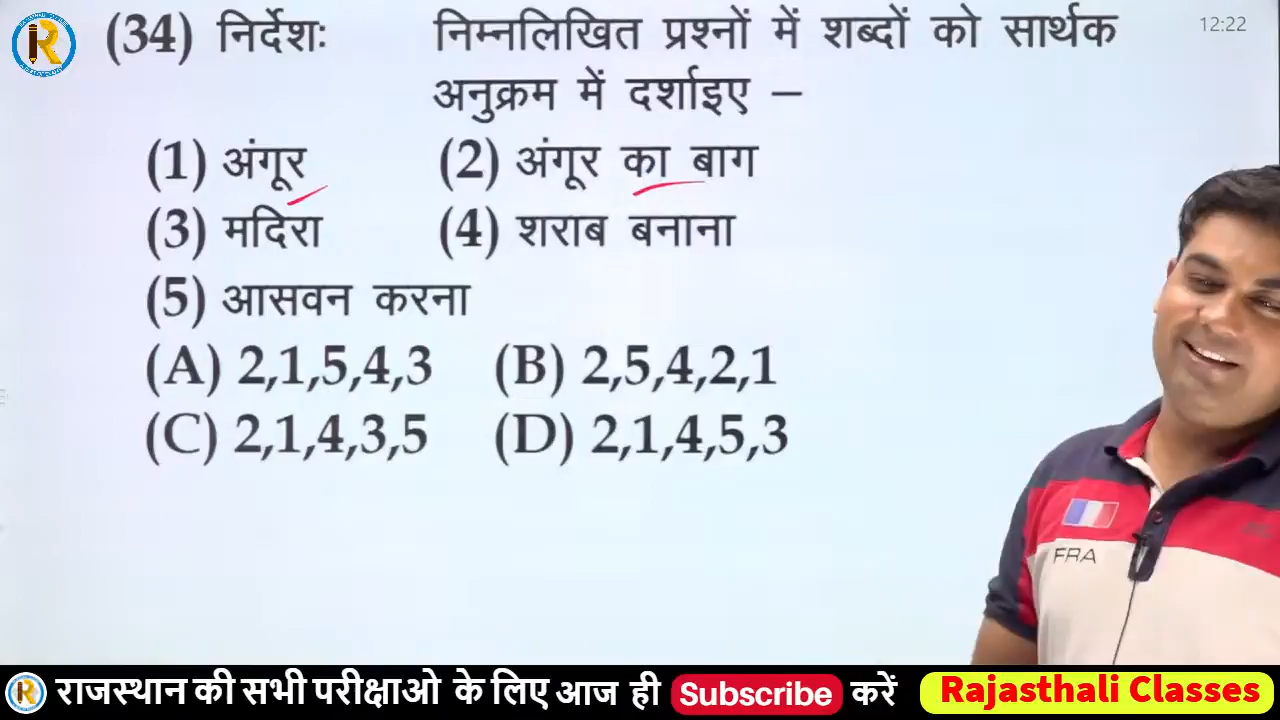 (34) निर्देशः निम्नलिखित प्रश्नों में शब्दों को सार्थक
अनुक्रम में दर्शाइए –
12:22
(1) अंगूर (2) अंगूर का बाग
(3) मदिरा (4) शराब बनाना
(5) आसवन करना
(A) 2,1,5,4,3 (B) 2,5,4,2,1
(C) 2,1,4,3,5 (D) 2,1,4,5,3
FRA
राजस्थान की सभी परीक्षाओ के लिए आज ही Subscribe करें Rajasthali Classes